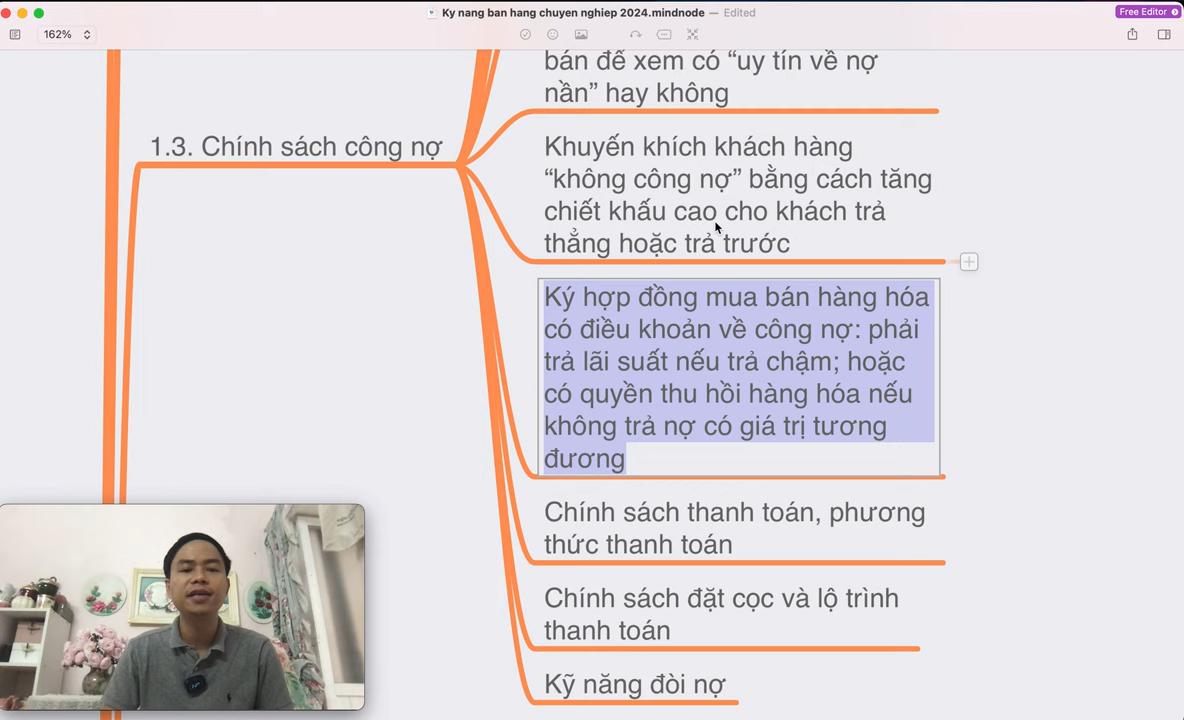 Ky nang ban hang chuyen nghiep 2024.mindnode — Edited
Free Editor
162%
bán để xem có “uy tín về nợ
nần” hay không
1.3. Chính sách công nợ
Khuyến khích khách hàng
“không công nợ” bằng cách tăng
chiết khấu cao cho khách trả
thẳng hoặc trả trước
Ký hợp đồng mua bán hàng hóa
có điều khoản về công nợ: phải
trả lãi suất nếu trả chậm; hoặc
có quyền thu hồi hàng hóa nếu
không trả nợ có giá trị tương
đương
Chính sách thanh toán, phương
thức thanh toán
Chính sách đặt cọc và lộ trình
thanh toán
Kỹ năng đòi nợ